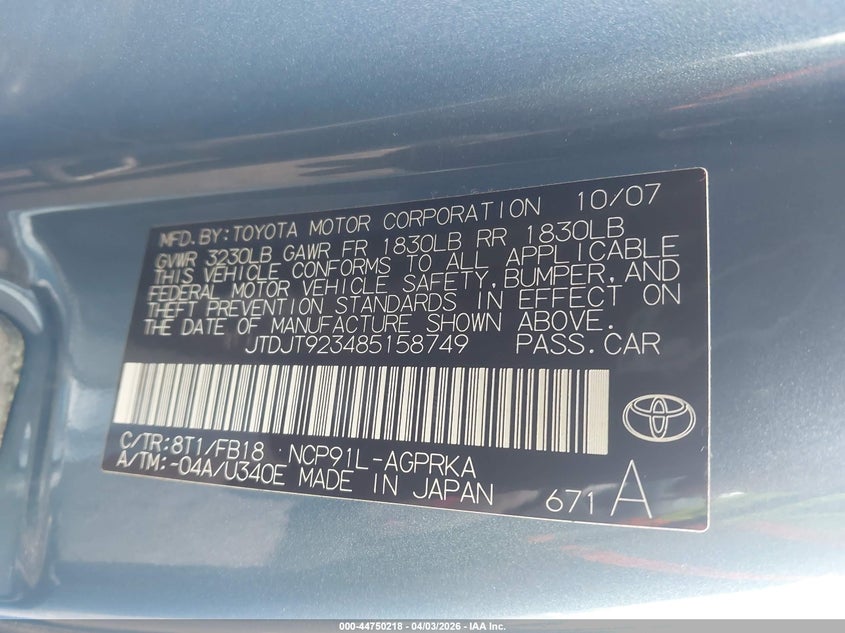 MFD.BY:TOYOTA MOTOR CORPORATION 10/07
GVWR 3230LB GAWR FR 1830LB RR 1830LB
THIS VEHICLE CONFORMS TO ALL APPLICABLE
FEDERAL MOTOR VEHICLE SAFETY,BUMPER,AND
THEFT PREVENTION STANDARDS IN EFFECT ON
THE DATE OF MANUFACTURE SHOWN ABOVE.
JTDJT923485158749 PASS.CAR
C/TR:8T1/FB18 NCP91L-AGPRKA
A/TM:-04A/U340E MADE IN JAPAN
671 A
000-44750218 - 04/03/2026 - IAA Inc.